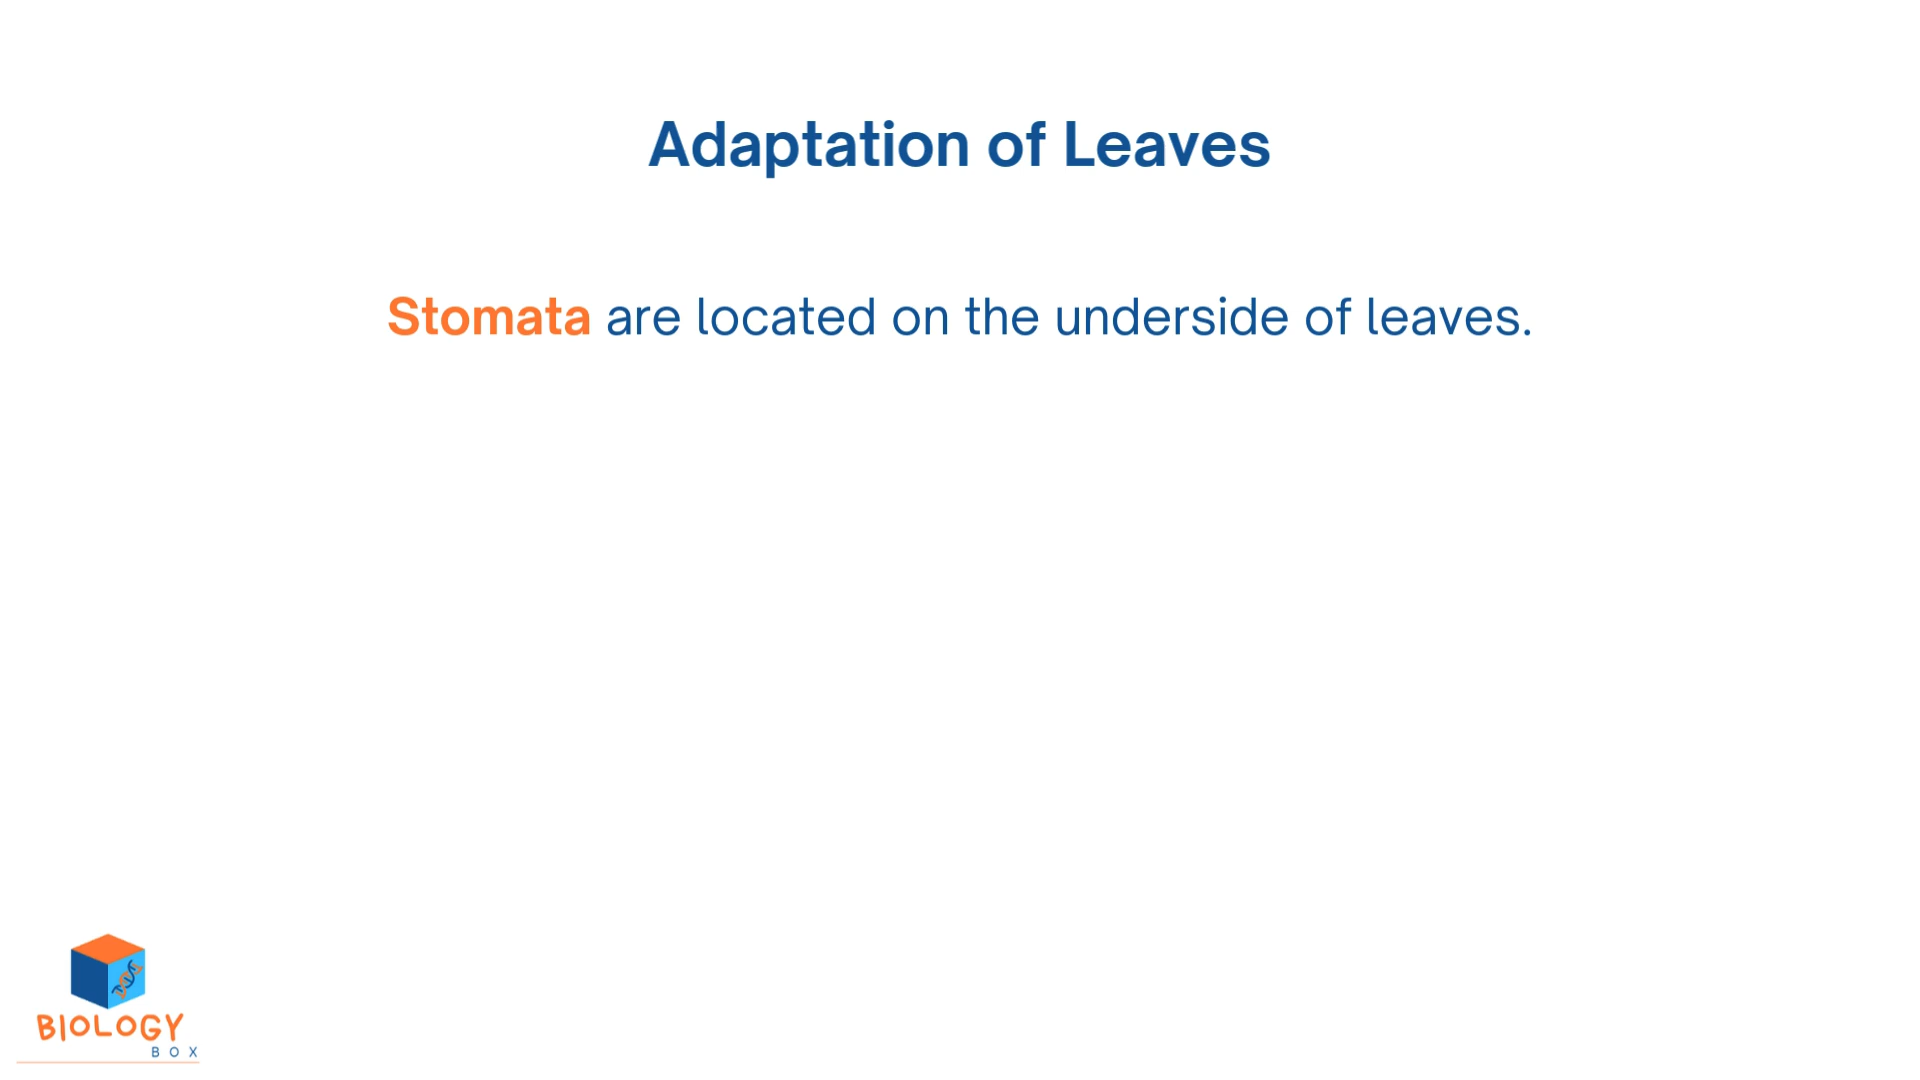 Adaptation of Leaves
Stomata are located on the underside of leaves.
BIOLOGY
BOX